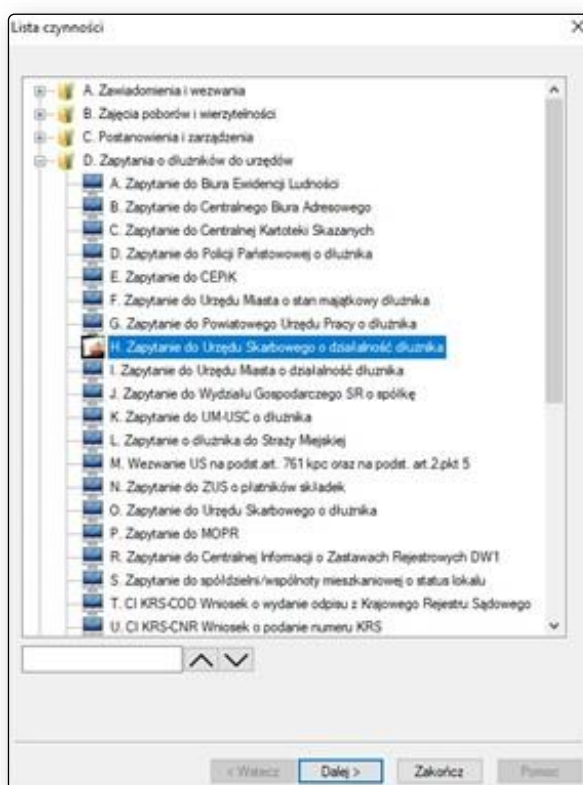 Lista czynności
A. Zawiadomienia i wezwania
B. Zajęcia poborów i wierzytelności
C. Postanowienia i zarządzenia
D. Zapytania o dłużników do urzędów
A. Zapytanie do Biura Ewidencji Ludności
B. Zapytanie do Centralnego Biura Adresowego
C. Zapytanie do Centralnej Kartoteki Skazanych
D. Zapytanie do Policji Państowowej o dłużnika
E. Zapytanie do CEPiK
F. Zapytanie do Urzędu Miasta o stan majątkowy dłużnika
G. Zapytanie do Powiatowego Urzędu Pracy o dłużnika
H. Zapytanie do Urzędu Skarbowego o działalność dłużnika
I. Zapytanie do Urzędu Miasta o działalność dłużnika
J. Zapytanie do Wydziału Gospodarczego SR o spółkę
K. Zapytanie do UM-USC o dłużnika
L. Zapytanie o dłużnika do Straży Miejskiej
M. Wezwanie US na podst.art. 761 kpc oraz na podst. art.2.pkt 5
N. Zapytanie do ZUS o płatników składek
O. Zapytanie do Urzędu Skarbowego o dłużnika
P. Zapytanie do MOPR
R. Zapytanie do Centralnej Informacji o Zastawach Rejestrowych DW1
S. Zapytanie do spółdzielni/wspólnoty mieszkaniowej o status lokalu
T. CI KRS-COD Wniosek o wydanie odpisu z Krajowego Rejestru Sądowego
U. CI KRS-CNR Wniosek o podanie numeru KRS
< Wstecz Dalej > Zakończ Pomoc